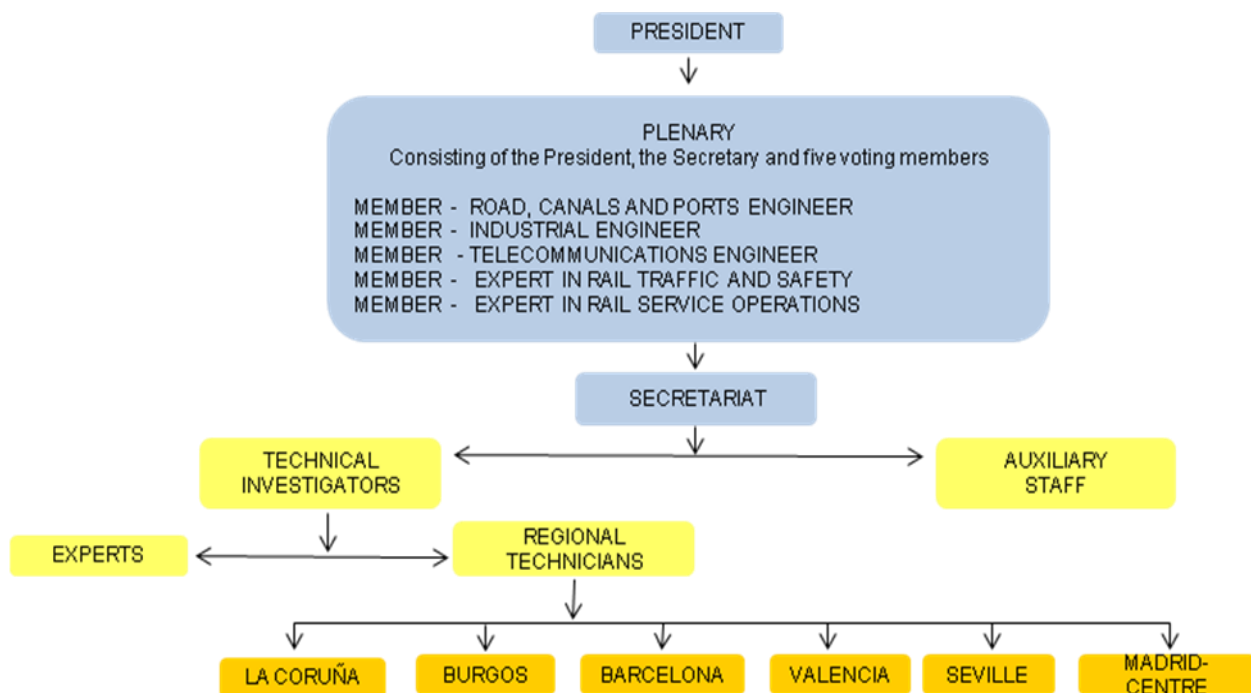 PRESIDENT
PLENARY
Consisting of the President, the Secretary and five voting members
MEMBER - ROAD, CANALS AND PORTS ENGINEER
MEMBER - INDUSTRIAL ENGINEER
MEMBER - TELECOMMUNICATIONS ENGINEER
MEMBER - EXPERT IN RAIL TRAFFIC AND SAFETY
MEMBER - EXPERT IN RAIL SERVICE OPERATIONS
SECRETARIAT
TECHNICAL
INVESTIGATORS
AUXILIARY
STAFF
EXPERTS
REGIONAL
TECHNICIANS
LA CORUÑA
BURGOS
BARCELONA
VALENCIA
SEVILLE
MADRID-
CENTRE